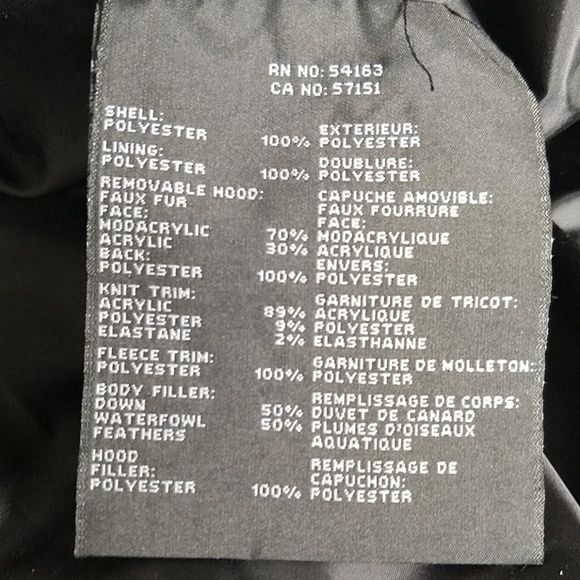 RN NO: 54163
CA NO: 57151
SHELL:
POLYESTER 100%
LINING:
POLYESTER 100%
REMOVABLE HOOD:
FAUX FUR
FACE:
MODACRYLIC 70%
ACRYLIC 30%
BACK:
POLYESTER 100%
KNIT TRIM:
ACRYLIC 89%
POLYESTER 9%
ELASTANE 2%
FLEECE TRIM:
POLYESTER 100%
BODY FILLER:
DOWN 50%
WATERFOWL 50%
FEATHERS
HOOD
FILLER:
POLYESTER 100%
EXTERIEUR:
POLYESTER
DOUBLURE:
POLYESTER
CAPUCHE AMOVIBLE:
FAUX FOURRURE
FACE:
MODACRYLIQUE
ACRYLIQUE
ENVERS:
POLYESTER
GARNITURE DE TRICOT:
ACRYLIQUE
POLYESTER
ELASTHANNE
GARNITURE DE MOLLETON:
POLYESTER
REMPLISSAGE DE CORPS:
DUVET DE CANARD
PLUMES D'OISEAUX
AQUATIQUE
REMPLISSAGE DE
CAPUCHON:
POLYESTER